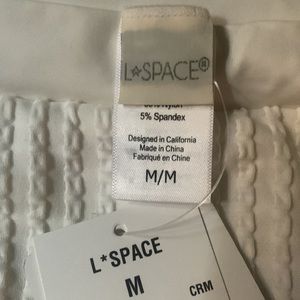 L*SPACE®
5% Spandex
Designed in California
Made in China
Fabriqué en Chine
M/M
L*SPACE
M
CRM